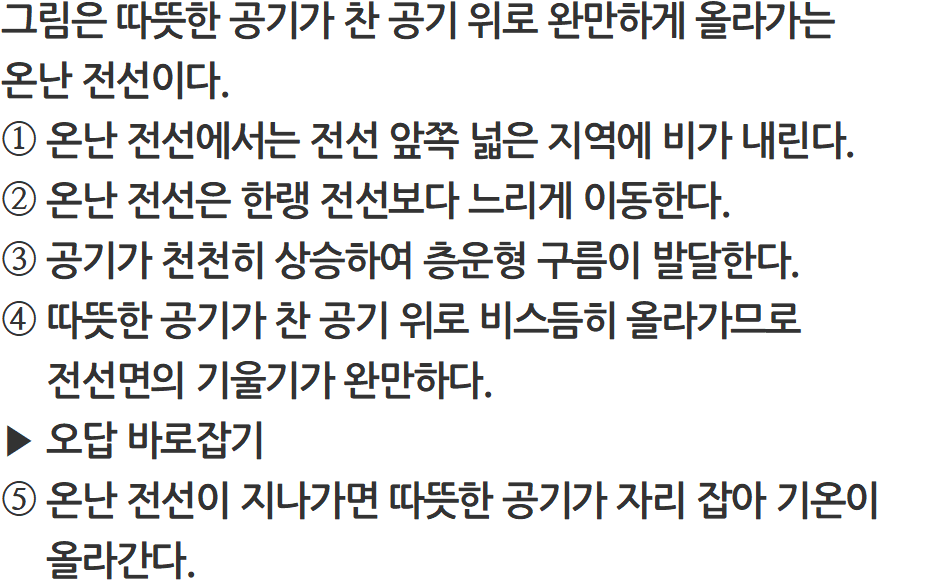 그림은 따뜻한 공기가 찬 공기 위로 완만하게 올라가는
온난 전선이다.
① 온난 전선에서는 전선 앞쪽 넓은 지역에 비가 내린다.
② 온난 전선은 한랭 전선보다 느리게 이동한다.
③ 공기가 천천히 상승하여 층운형 구름이 발달한다.
④ 따뜻한 공기가 찬 공기 위로 비스듬히 올라가므로
전선면의 기울기가 완만하다.
▶ 오답 바로잡기
⑤ 온난 전선이 지나가면 따뜻한 공기가 자리 잡아 기온이
올라간다.